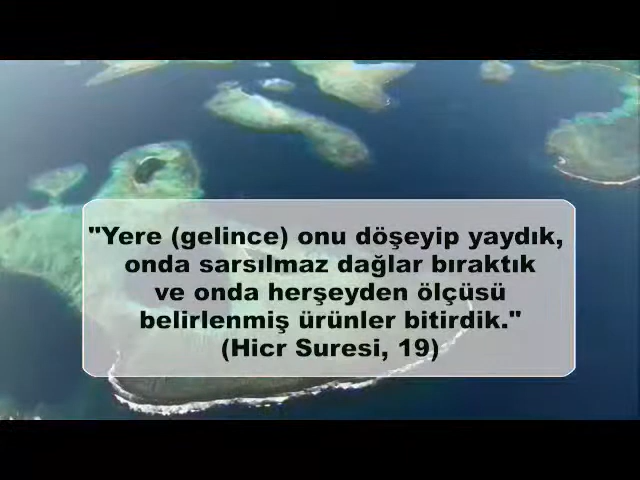 "Yere (gelince) onu döşeyip yaydık,
onda sarsılmaz dağlar bıraktık
ve onda herşeyden ölçüsü
belirlenmiş ürünler bitirdik."
(Hicr Suresi, 19)